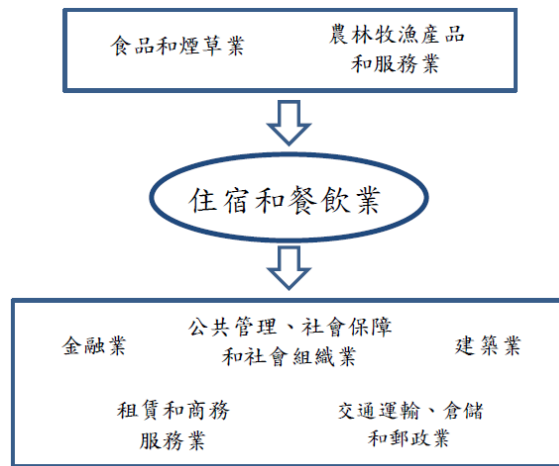 食品和煙草業
農林牧漁產品
和服務業
住宿和餐飲業
金融業
公共管理、社會保障
和社會組織業
建築業
租賃和商務
服務業
交通運輸、倉儲
和郵政業